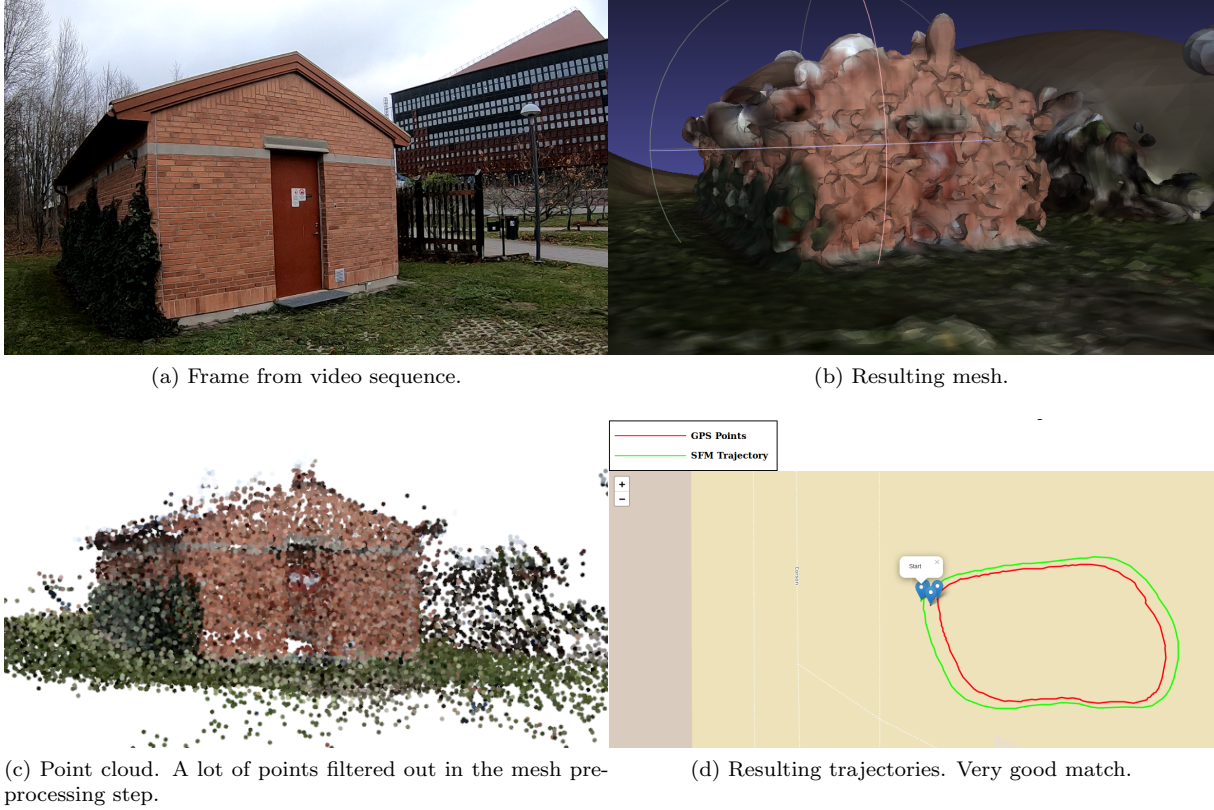 (a) Frame from video sequence.
(b) Resulting mesh.
GPS Points
SFM Trajectory
+
−
Start
×
(c) Point cloud. A lot of points filtered out in the mesh pre-
processing step.
(d) Resulting trajectories. Very good match.